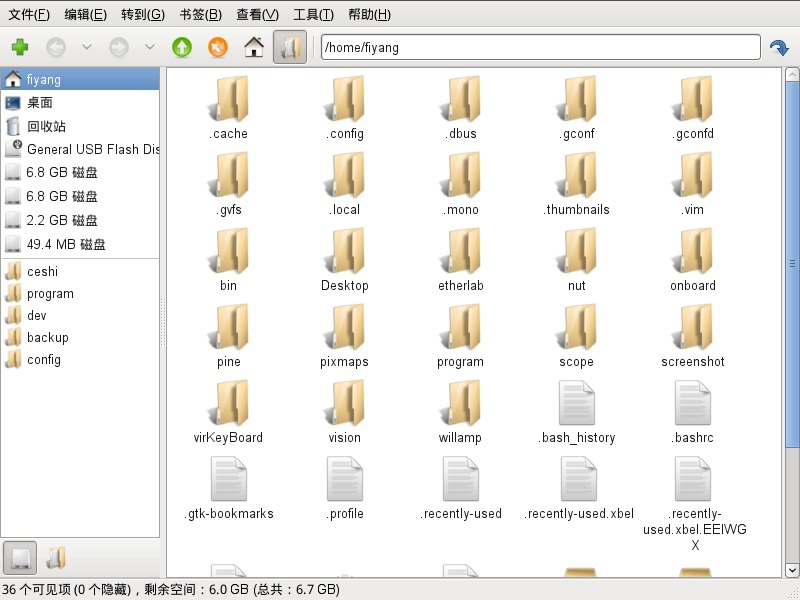 文件(F) 编辑(E) 转到(G) 书签(B) 查看(V) 工具(T) 帮助(H)
/home/fiyang
fiyang
桌面
回收站
General USB Flash Dis
6.8 GB 磁盘
6.8 GB 磁盘
2.2 GB 磁盘
49.4 MB 磁盘
ceshi
program
dev
backup
config
.cache .config .dbus .gconf .gconfd
.gvfs .local .mono .thumbnails .vim
bin Desktop etherlab nut onboard
pine pixmaps program scope screenshot
virKeyBoard vision willamp .bash_history .bashrc
.gtk-bookmarks .profile .recently-used .recently-used.xbel .recently-
used.xbel.EEIWG
X
36 个可见项 (0 个隐藏)，剩余空间：6.0 GB (总共：6.7 GB)